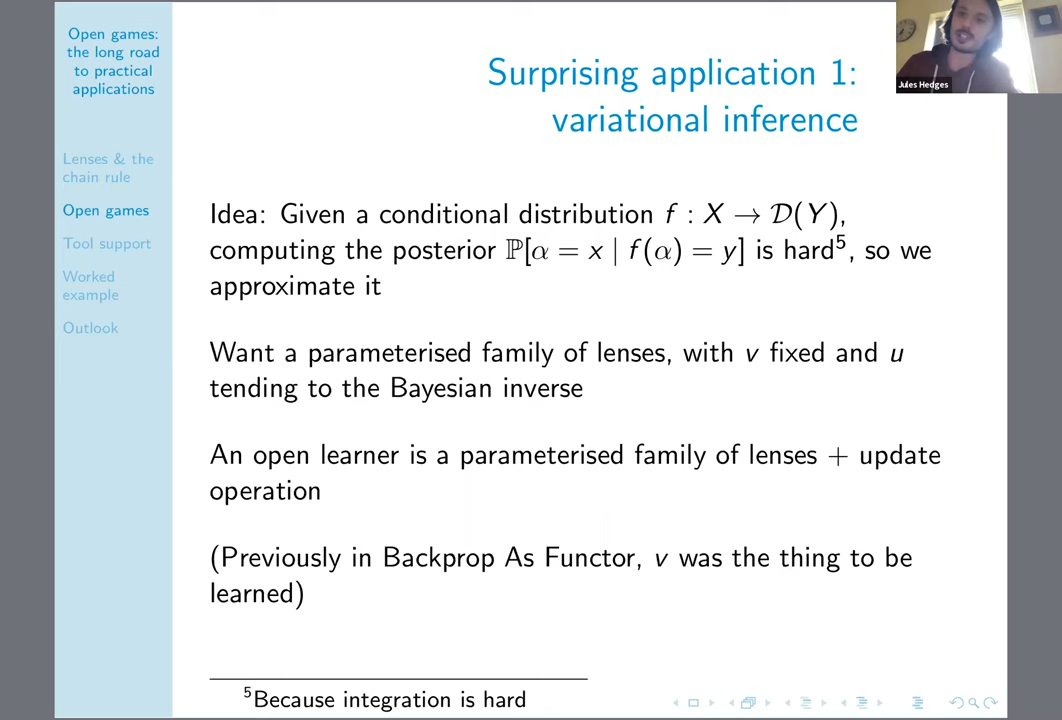 Open games:
the long road
to practical
applications
Lenses & the
chain rule
Open games
Tool support
Worked
example
Outlook
Surprising application 1:
variational inference
Idea: Given a conditional distribution f : X → 𝒟(Y),
computing the posterior ℙ[α = x | f(α) = y] is hard⁵, so we
approximate it
Want a parameterised family of lenses, with v fixed and u
tending to the Bayesian inverse
An open learner is a parameterised family of lenses + update
operation
(Previously in Backprop As Functor, v was the thing to be
learned)
⁵Because integration is hard
Jules Hedges